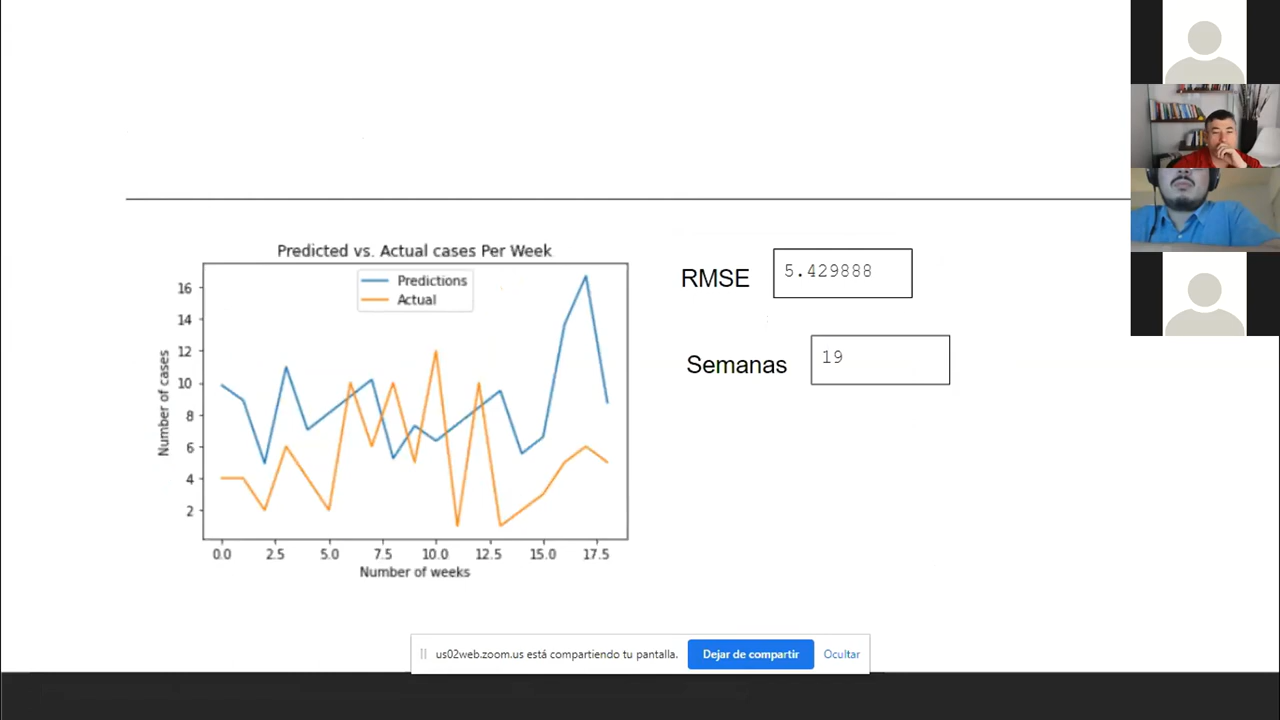 Predicted vs. Actual cases Per Week
Predictions
Actual
16
14
12
10
8
6
4
2
Number of cases
0.0 2.5 5.0 7.5 10.0 12.5 15.0 17.5
Number of weeks
RMSE 5.429888
Semanas 19
us02web.zoom.us está compartiendo tu pantalla. Dejar de compartir Ocultar